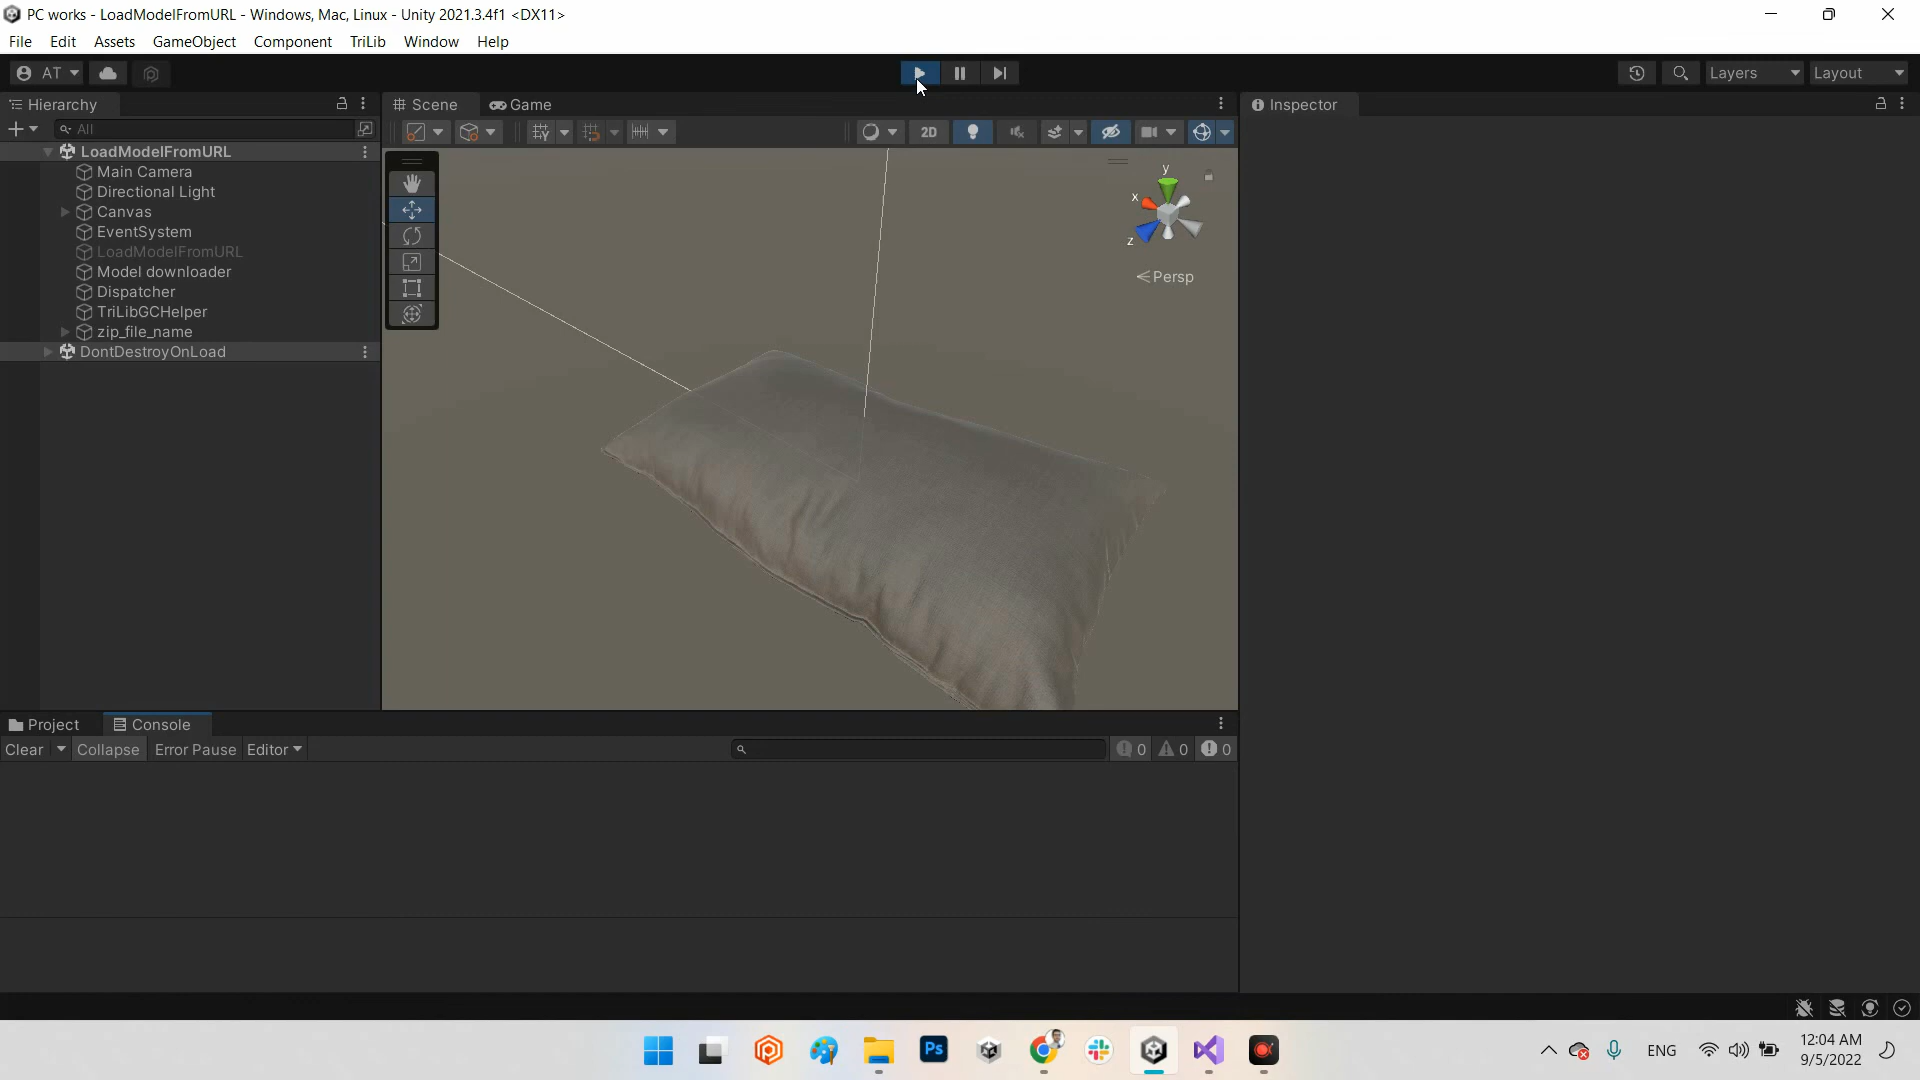 PC works - LoadModelFromURL - Windows, Mac, Linux - Unity 2021.3.4f1 <DX11>
File Edit Assets GameObject Component TriLib Window Help
AT Layers Layout
Hierarchy Scene Game Inspector
All 2D
LoadModelFromURL
Main Camera
Directional Light
Canvas
EventSystem
LoadModelFromURL
Model downloader
Dispatcher
TriLibGCHelper
zip_file_name
DontDestroyOnLoad
y
x
z
Persp
Project Console
Clear Collapse Error Pause Editor 0 0 0
Ps ENG 12:04 AM
9/5/2022